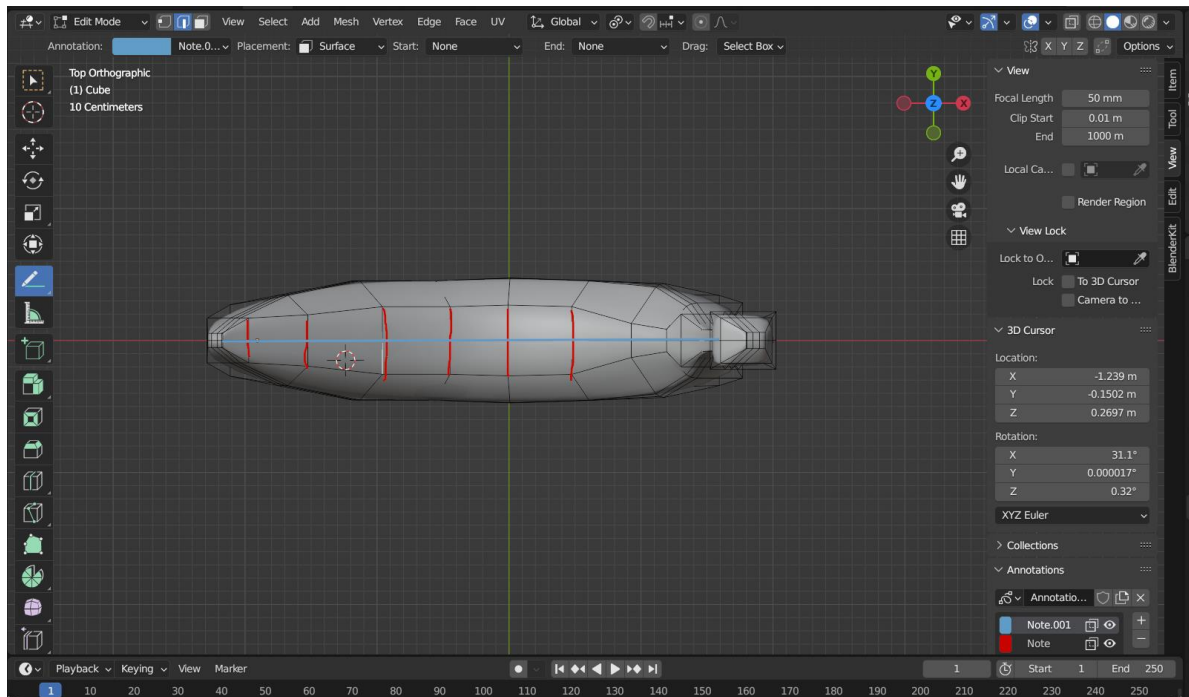 Edit Mode View Select Add Mesh Vertex Edge Face UV Global
Annotation: Note.0... Placement: Surface Start: None End: None Drag: Select Box X Y Z Options
Top Orthographic
(1) Cube
10 Centimeters
Y
Z X
View
Focal Length 50 mm
Clip Start 0.01 m
End 1000 m
Local Ca...
Render Region
View Lock
Lock to O...
Lock To 3D Cursor
Camera to ...
3D Cursor
Location:
X -1.239 m
Y -0.1502 m
Z 0.2697 m
Rotation:
X 31.1°
Y 0.000017°
Z 0.32°
XYZ Euler
Collections
Annotations
Annotatio...
Note.001
Note
Item
Tool
View
Edit
BlenderKit
Playback Keying View Marker 1 Start 1 End 250
1 10 20 30 40 50 60 70 80 90 100 110 120 130 140 150 160 170 180 190 200 210 220 230 240 250